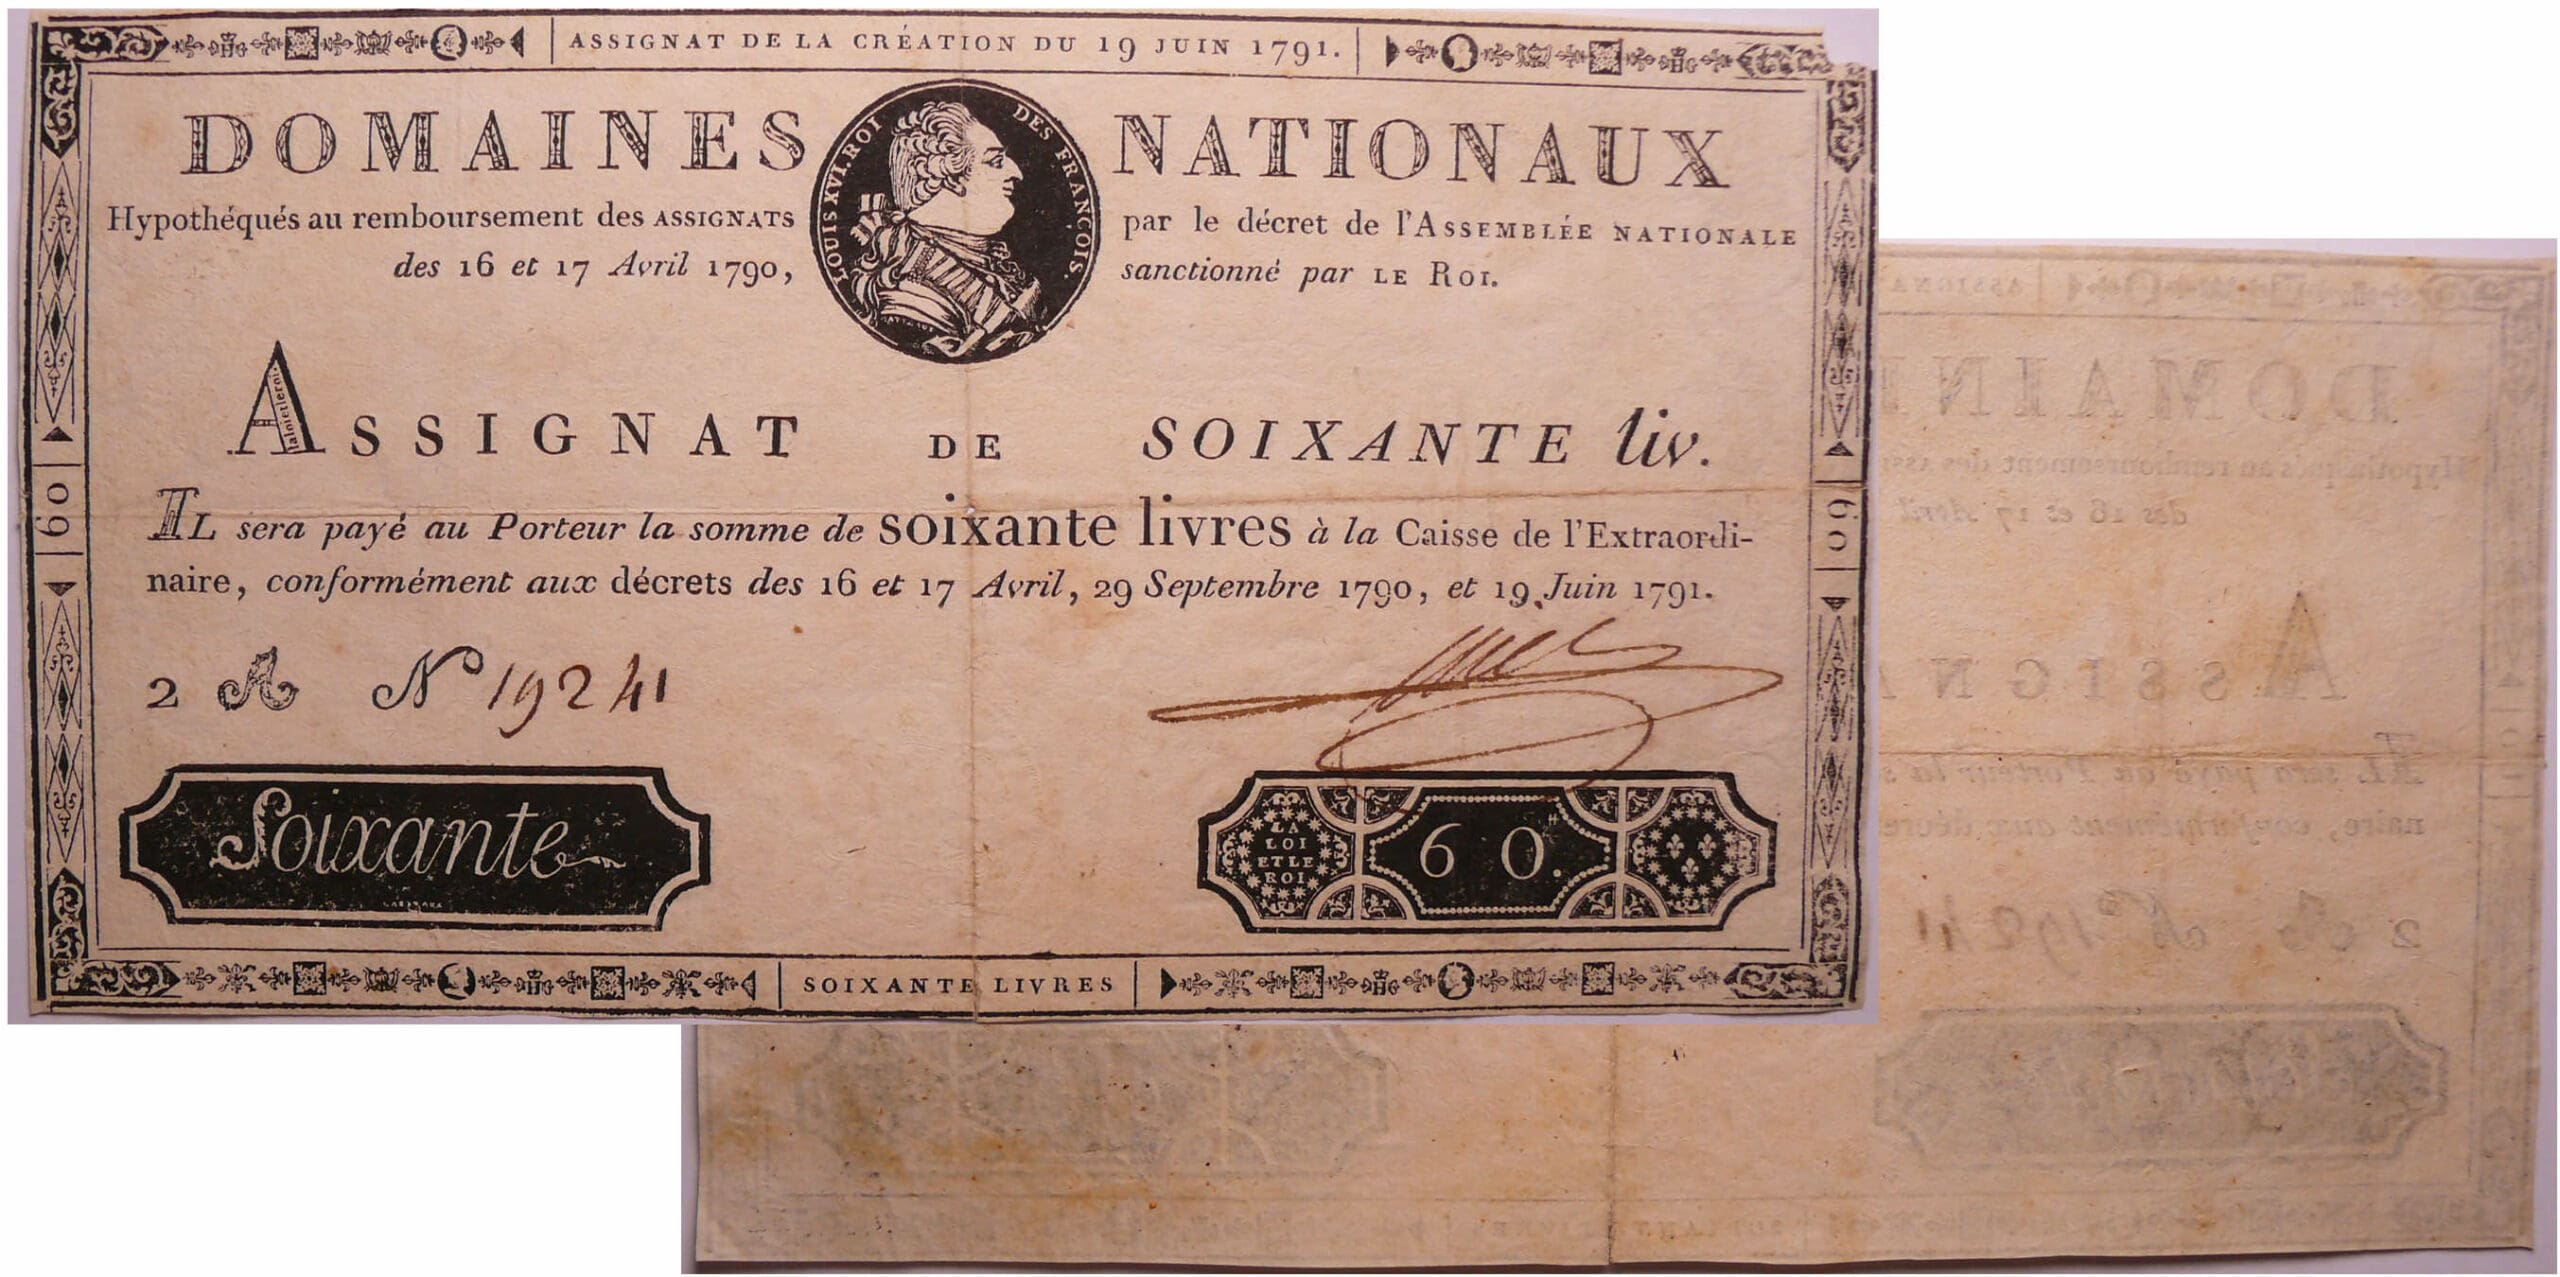 ASSIGNAT DE LA CRÉATION DU 19 JUIN 1791.
DOMAINES NATIONAUX
LOUIS XVI. ROI DES FRANÇOIS.
Hypothéqués au remboursement des ASSIGNATS par le décret de l'ASSEMBLÉE NATIONALE
des 16 et 17 Avril 1790, sanctionné par LE ROI.
ASSIGNAT DE SOIXANTE liv.
laloietleroi.
IL sera payé au Porteur la somme de soixante livres à la Caisse de l'Extraordi-
naire, conformément aux décrets des 16 et 17 Avril, 29 Septembre 1790, et 19 Juin 1791.
60
60
2 A N° 19241
Soixante
LA
LOI
ET LE
ROI
60.
SOIXANTE LIVRES